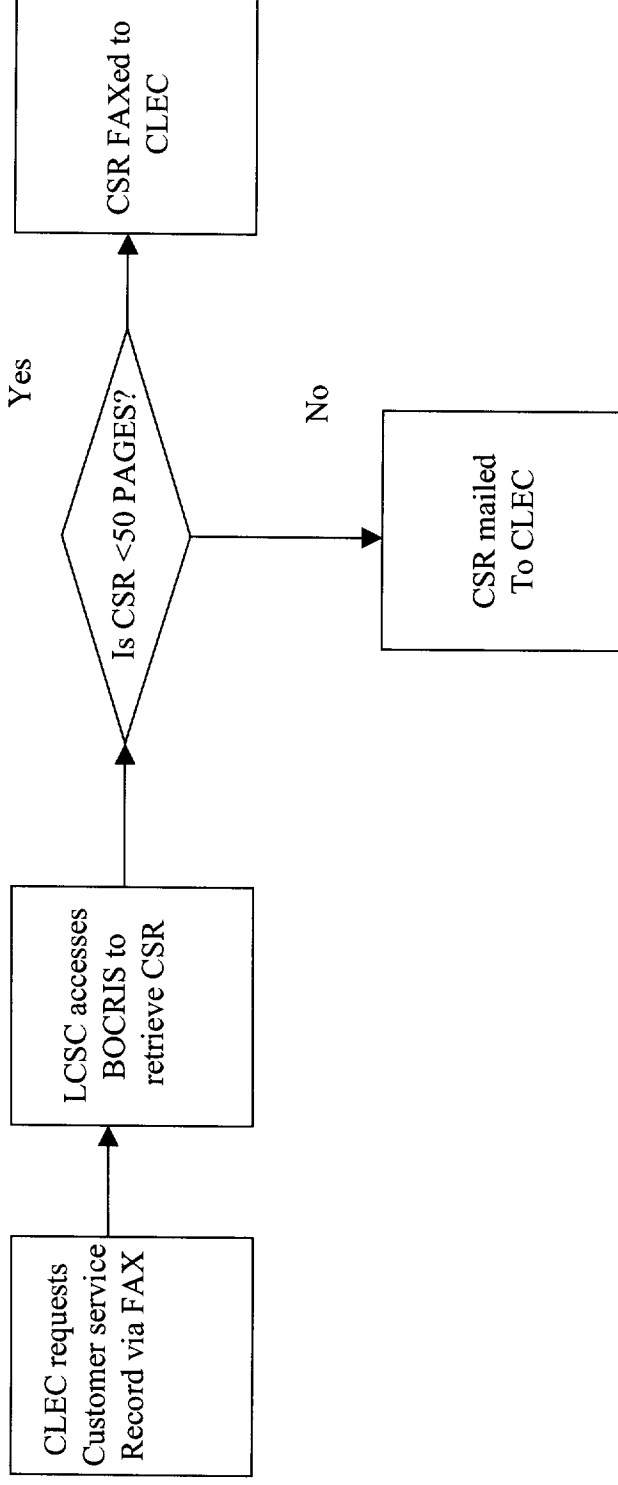 CLEC requests
Customer service
Record via FAX
LCSC accesses
BOCRIS to
retrieve CSR
Is CSR <50 PAGES?
Yes
CSR FAXed to
CLEC
No
CSR mailed
To CLEC